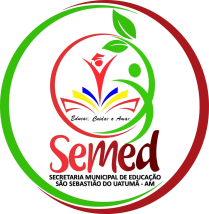 Educar, Cuidar e Amar
Semed
SECRETARIA MUNICIPAL DE EDUCAÇÃO
SÃO SEBASTIÃO DO UATUMÃ - AM